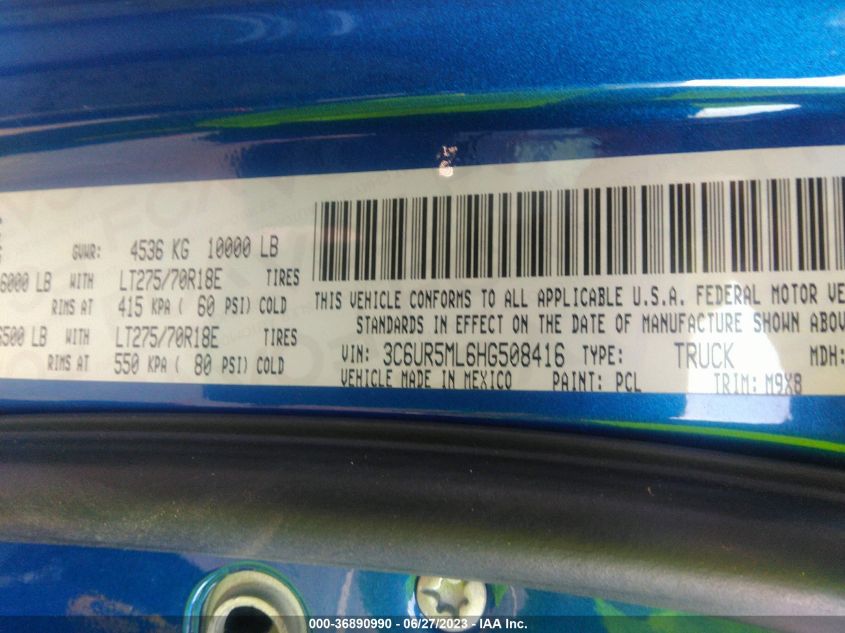 GVWR: 4536 KG 10000 LB
6000 LB WITH LT275/70R18E TIRES
RIMS AT 415 KPA ( 60 PSI) COLD
6500 LB WITH LT275/70R18E TIRES
RIMS AT 550 KPA ( 80 PSI) COLD
THIS VEHICLE CONFORMS TO ALL APPLICABLE U.S.A. FEDERAL MOTOR VE
STANDARDS IN EFFECT ON THE DATE OF MANUFACTURE SHOWN ABOV
VIN: 3C6UR5ML6HG508416 TYPE: TRUCK MDH:
VEHICLE MADE IN MEXICO PAINT: PCL TRIM: M9X8
000-36890990 - 06/27/2023 - © IAA Inc.